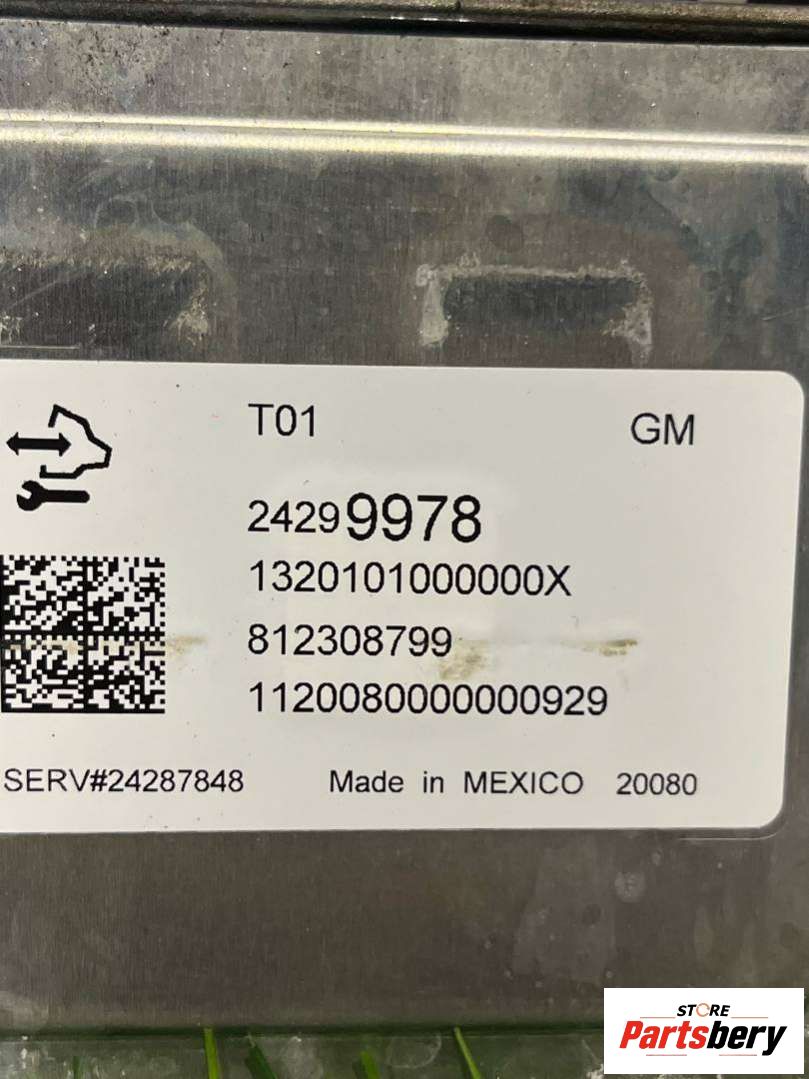 T01 GM
24299978
1320101000000X
812308799
1120080000000929
SERV#24287848 Made in MEXICO 20080
STORE
Partsbery